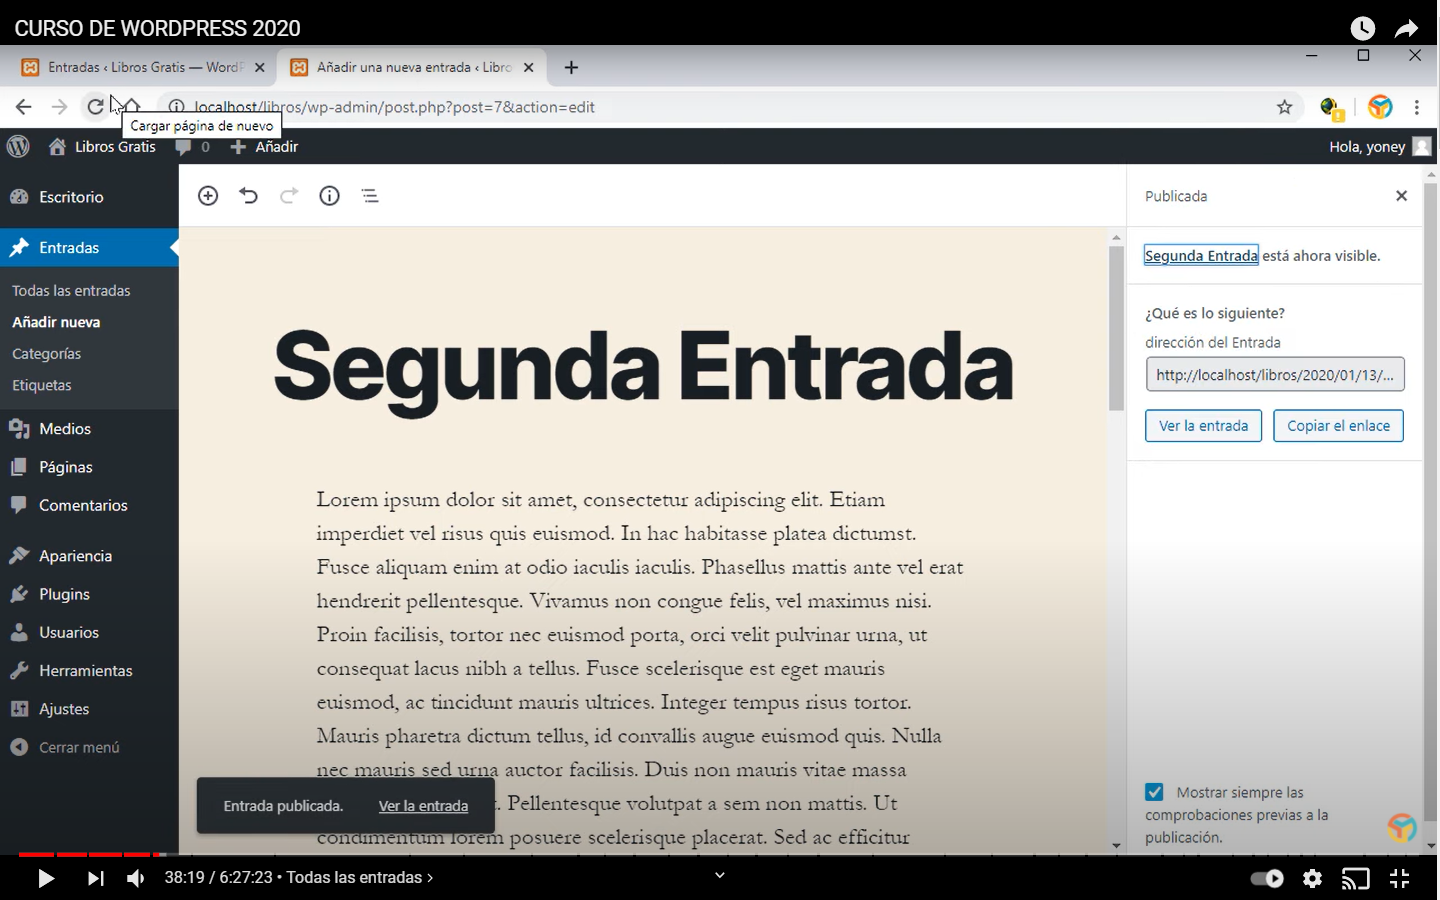 CURSO DE WORDPRESS 2020
Entradas ‹ Libros Gratis — WordP
Añadir una nueva entrada ‹ Libro
localhost/libros/wp-admin/post.php?post=7&action=edit
Cargar página de nuevo
Libros Gratis
0
Añadir
Hola, yoney
Escritorio
Entradas
Todas las entradas
Añadir nueva
Categorías
Etiquetas
Medios
Páginas
Comentarios
Apariencia
Plugins
Usuarios
Herramientas
Ajustes
Cerrar menú
Segunda Entrada
Lorem ipsum dolor sit amet, consectetur adipiscing elit. Etiam
imperdiet vel risus quis euismod. In hac habitasse platea dictumst.
Fusce aliquam enim at odio iaculis iaculis. Phasellus mattis ante vel erat
hendrerit pellentesque. Vivamus non congue felis, vel maximus nisi.
Proin facilisis, tortor nec euismod porta, orci velit pulvinar urna, ut
consequat lacus nibh a tellus. Fusce scelerisque est eget mauris
euismod, ac tincidunt mauris ultrices. Integer tempus risus tortor.
Mauris pharetra dictum tellus, id convallis augue euismod quis. Nulla
nec mauris sed urna auctor facilisis. Duis non mauris vitae massa
. Pellentesque volutpat a sem non mattis. Ut
condimentum lorem posuere scelerisque placerat. Sed ac efficitur
Entrada publicada. Ver la entrada
Publicada
Segunda Entrada está ahora visible.
¿Qué es lo siguiente?
dirección del Entrada
http://localhost/libros/2020/01/13/...
Ver la entrada
Copiar el enlace
Mostrar siempre las
comprobaciones previas a la
publicación.
38:19 / 6:27:23 • Todas las entradas ›